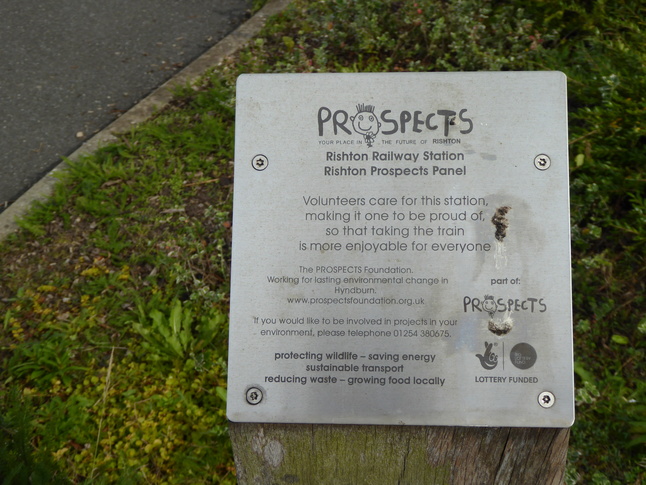 PROSPECTS
YOUR PLACE IN THE FUTURE OF RISHTON
Rishton Railway Station
Rishton Prospects Panel
Volunteers care for this station,
making it one to be proud of,
so that taking the train
is more enjoyable for everyone
The PROSPECTS Foundation.
Working for lasting environmental change in
Hyndburn.
www.prospectsfoundation.org.uk
If you would like to be involved in projects in your
environment, please telephone 01254 380675.
protecting wildlife – saving energy
sustainable transport
reducing waste – growing food locally
part of:
PROSPECTS
LOTTERY FUNDED